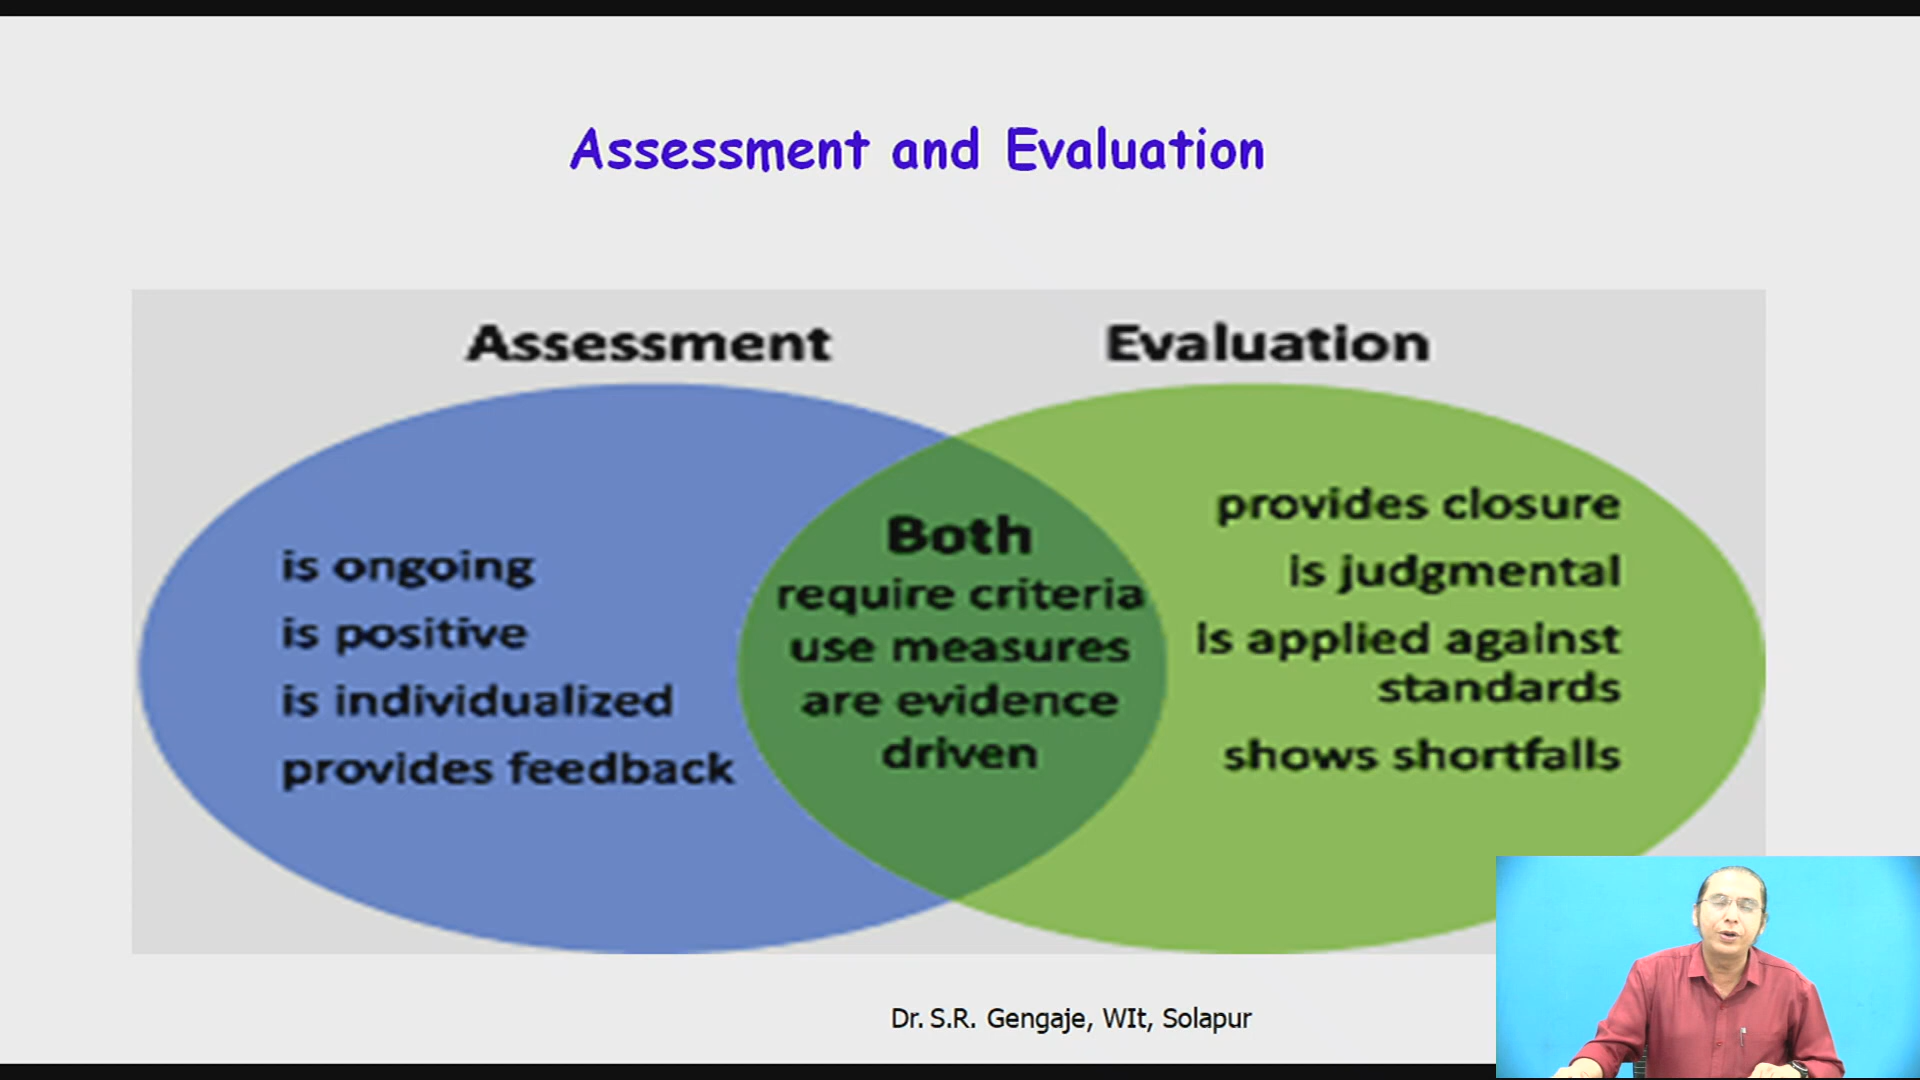 Assessment and Evaluation
Assessment
Evaluation
is ongoing
is positive
is individualized
provides feedback
Both
require criteria
use measures
are evidence
driven
provides closure
is judgmental
is applied against
standards
shows shortfalls
Dr. S.R. Gengaje, WIt, Solapur